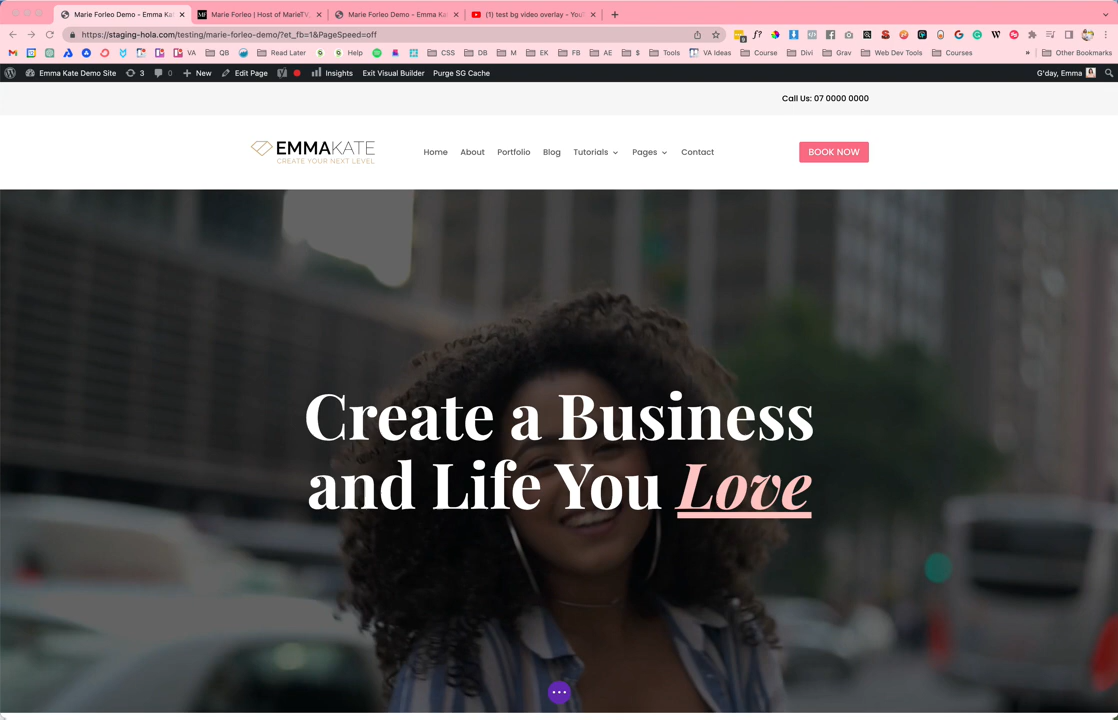 Marie Forleo Demo - Emma Kat
Marie Forleo | Host of MarieTV,
Marie Forleo Demo - Emma Kat
(1) test bg video overlay - YouT
https://staging-hola.com/testing/marie-forleo-demo/?et_fb=1&PageSpeed=off
VA
QB
Read Later
Help
CSS
DB
M
EK
FB
AE
$
Tools
VA Ideas
Course
Divi
Grav
Web Dev Tools
Courses
»
Other Bookmarks
Emma Kate Demo Site
3
0
New
Edit Page
Insights
Exit Visual Builder
Purge SG Cache
G'day, Emma
Call Us: 07 0000 0000
EMMAKATE
CREATE YOUR NEXT LEVEL
Home
About
Portfolio
Blog
Tutorials
Pages
Contact
BOOK NOW
Create a Business
and Life You Love